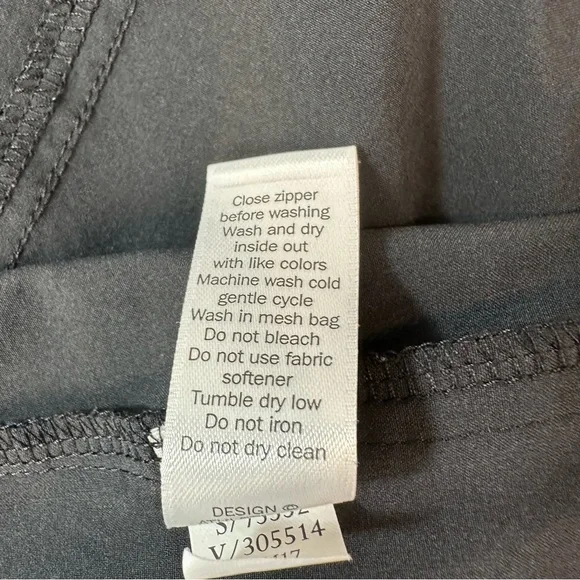 Close zipper
before washing
Wash and dry
inside out
with like colors
Machine wash cold
gentle cycle
Wash in mesh bag
Do not bleach
Do not use fabric
softener
Tumble dry low
Do not iron
Do not dry clean
DESIGN ©
V/305514